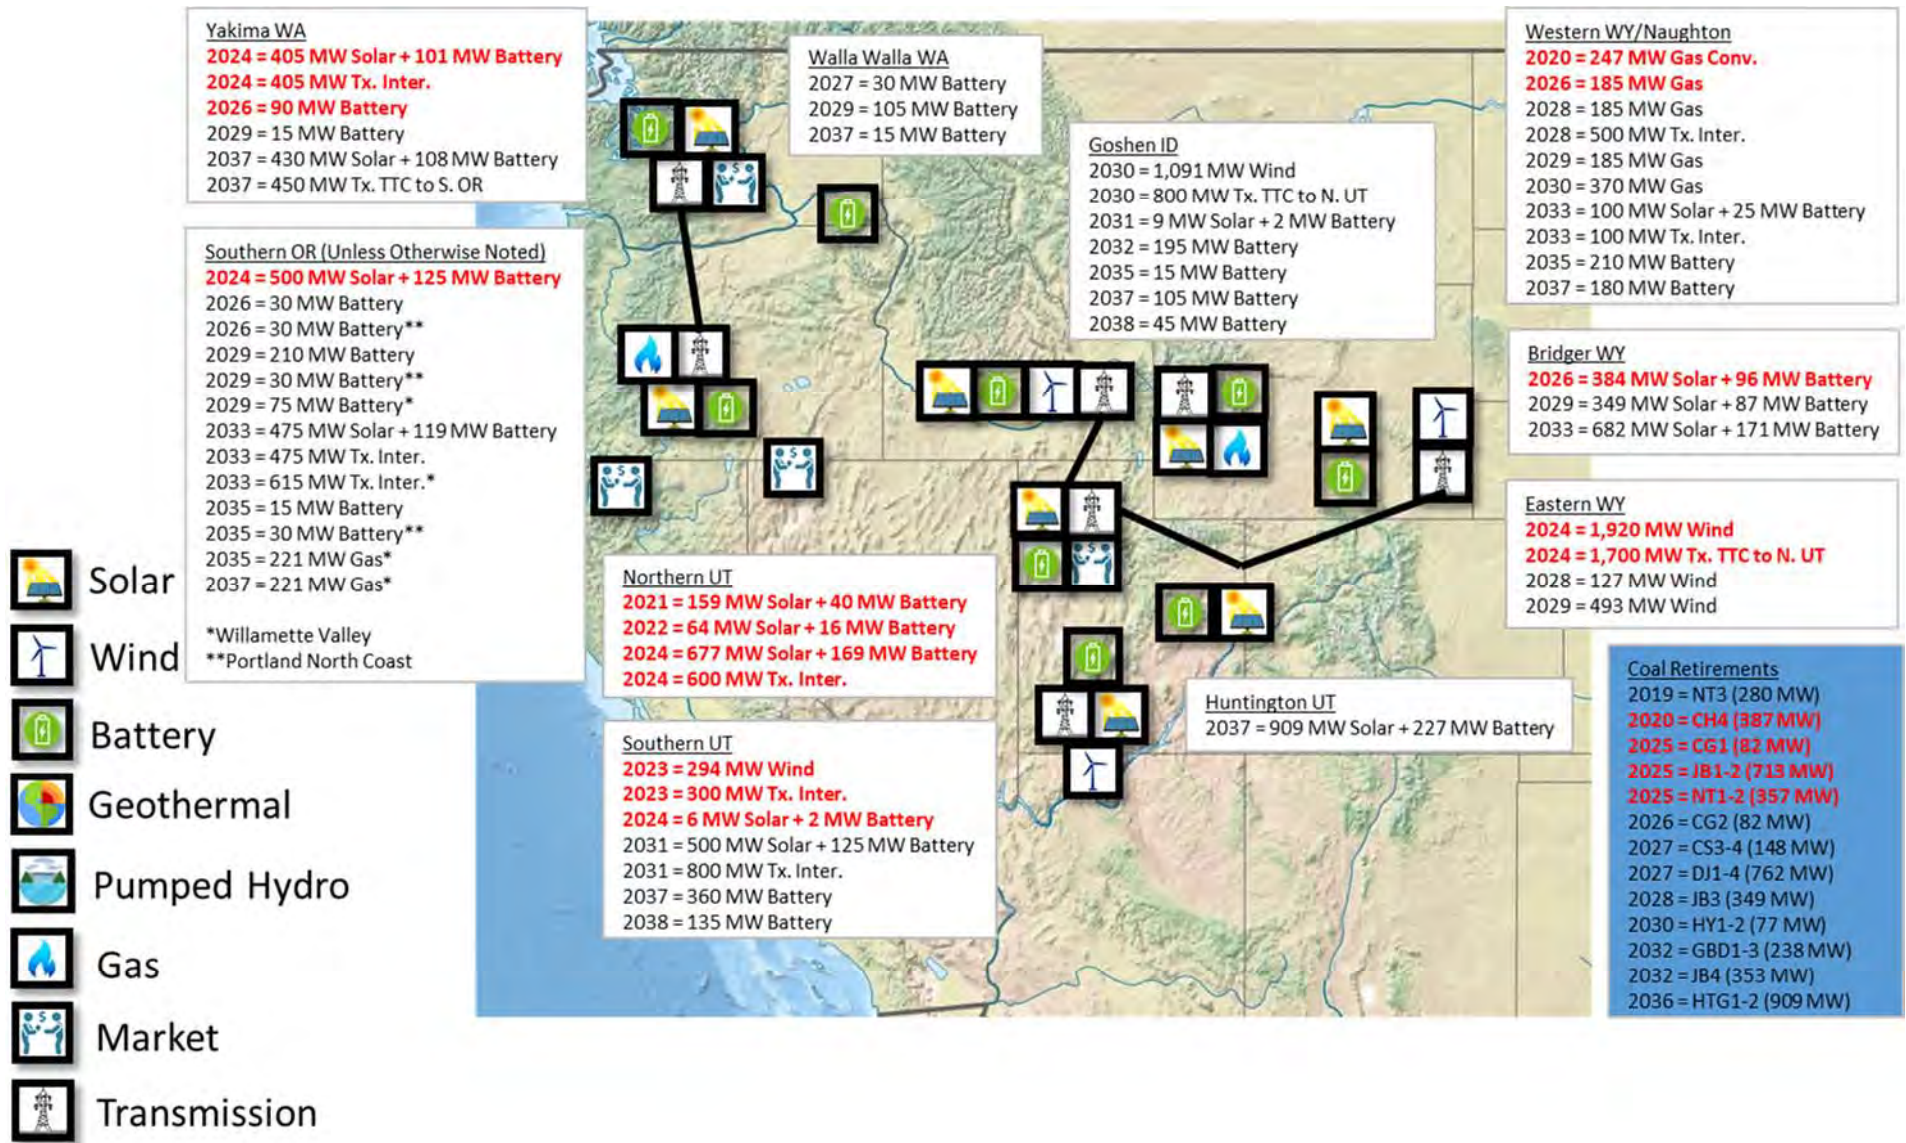 Yakima WA
2024 = 405 MW Solar + 101 MW Battery
2024 = 405 MW Tx. Inter.
2026 = 90 MW Battery
2029 = 15 MW Battery
2037 = 430 MW Solar + 108 MW Battery
2037 = 450 MW Tx. TTC to S. OR
Walla Walla WA
2027 = 30 MW Battery
2029 = 105 MW Battery
2037 = 15 MW Battery
Goshen ID
2030 = 1,091 MW Wind
2030 = 800 MW Tx. TTC to N. UT
2031 = 9 MW Solar + 2 MW Battery
2032 = 195 MW Battery
2035 = 15 MW Battery
2037 = 105 MW Battery
2038 = 45 MW Battery
Western WY/Naughton
2020 = 247 MW Gas Conv.
2026 = 185 MW Gas
2028 = 185 MW Gas
2028 = 500 MW Tx. Inter.
2029 = 185 MW Gas
2030 = 370 MW Gas
2033 = 100 MW Solar + 25 MW Battery
2033 = 100 MW Tx. Inter.
2035 = 210 MW Battery
2037 = 180 MW Battery
Southern OR (Unless Otherwise Noted)
2024 = 500 MW Solar + 125 MW Battery
2026 = 30 MW Battery
2026 = 30 MW Battery**
2029 = 210 MW Battery
2029 = 30 MW Battery**
2029 = 75 MW Battery*
2033 = 475 MW Solar + 119 MW Battery
2033 = 475 MW Tx. Inter.
2033 = 615 MW Tx. Inter.*
2035 = 15 MW Battery
2035 = 30 MW Battery**
2035 = 221 MW Gas*
2037 = 221 MW Gas*
*Willamette Valley
**Portland North Coast
Bridger WY
2026 = 384 MW Solar + 96 MW Battery
2029 = 349 MW Solar + 87 MW Battery
2033 = 682 MW Solar + 171 MW Battery
Eastern WY
2024 = 1,920 MW Wind
2024 = 1,700 MW Tx. TTC to N. UT
2028 = 127 MW Wind
2029 = 493 MW Wind
Northern UT
2021 = 159 MW Solar + 40 MW Battery
2022 = 64 MW Solar + 16 MW Battery
2024 = 677 MW Solar + 169 MW Battery
2024 = 600 MW Tx. Inter.
Southern UT
2023 = 294 MW Wind
2023 = 300 MW Tx. Inter.
2024 = 6 MW Solar + 2 MW Battery
2031 = 500 MW Solar + 125 MW Battery
2031 = 800 MW Tx. Inter.
2037 = 360 MW Battery
2038 = 135 MW Battery
Huntington UT
2037 = 909 MW Solar + 227 MW Battery
Coal Retirements
2019 = NT3 (280 MW)
2020 = CH4 (387 MW)
2025 = CG1 (82 MW)
2025 = JB1-2 (713 MW)
2025 = NT1-2 (357 MW)
2026 = CG2 (82 MW)
2027 = CS3-4 (148 MW)
2027 = DJ1-4 (762 MW)
2028 = JB3 (349 MW)
2030 = HY1-2 (77 MW)
2032 = GBD1-3 (238 MW)
2032 = JB4 (353 MW)
2036 = HTG1-2 (909 MW)
Solar
Wind
Battery
Geothermal
Pumped Hydro
Gas
Market
Transmission